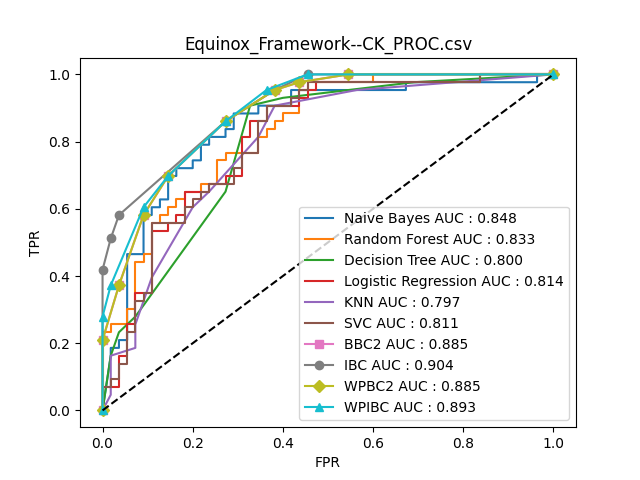 Equinox_Framework--CK_PROC.csv
1.0
0.8
0.6
0.4
0.2
0.0
TPR
0.0 0.2 0.4 0.6 0.8 1.0
FPR
Naive Bayes AUC : 0.848
Random Forest AUC : 0.833
Decision Tree AUC : 0.800
Logistic Regression AUC : 0.814
KNN AUC : 0.797
SVC AUC : 0.811
BBC2 AUC : 0.885
IBC AUC : 0.904
WPBC2 AUC : 0.885
WPIBC AUC : 0.893